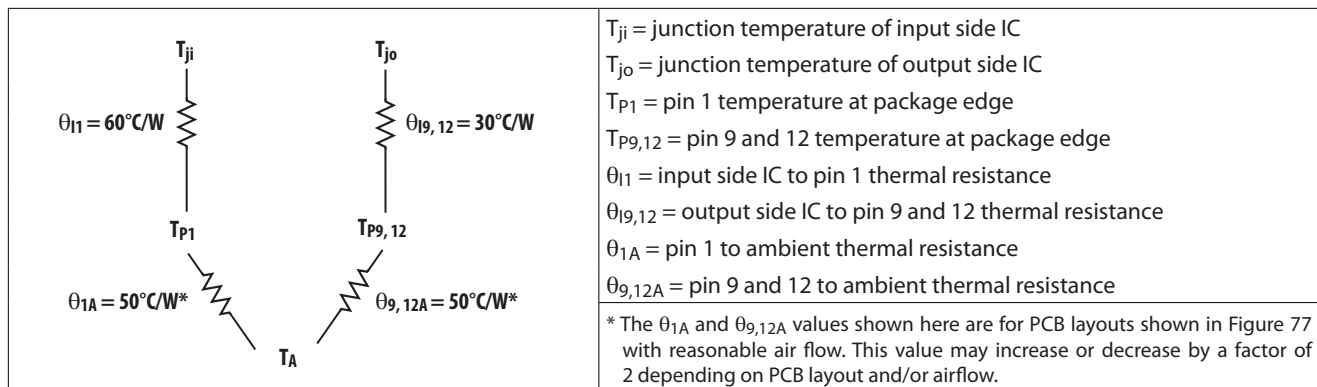 Tji
Tjo
θI1 = 60°C/W
θI9, 12 = 30°C/W
TP1
TP9, 12
θ1A = 50°C/W*
θ9, 12A = 50°C/W*
TA
Tji = junction temperature of input side IC
Tjo = junction temperature of output side IC
TP1 = pin 1 temperature at package edge
TP9,12 = pin 9 and 12 temperature at package edge
θI1 = input side IC to pin 1 thermal resistance
θI9,12 = output side IC to pin 9 and 12 thermal resistance
θ1A = pin 1 to ambient thermal resistance
θ9,12A = pin 9 and 12 to ambient thermal resistance
* The θ1A and θ9,12A values shown here are for PCB layouts shown in Figure 77
with reasonable air flow. This value may increase or decrease by a factor of
2 depending on PCB layout and/or airflow.